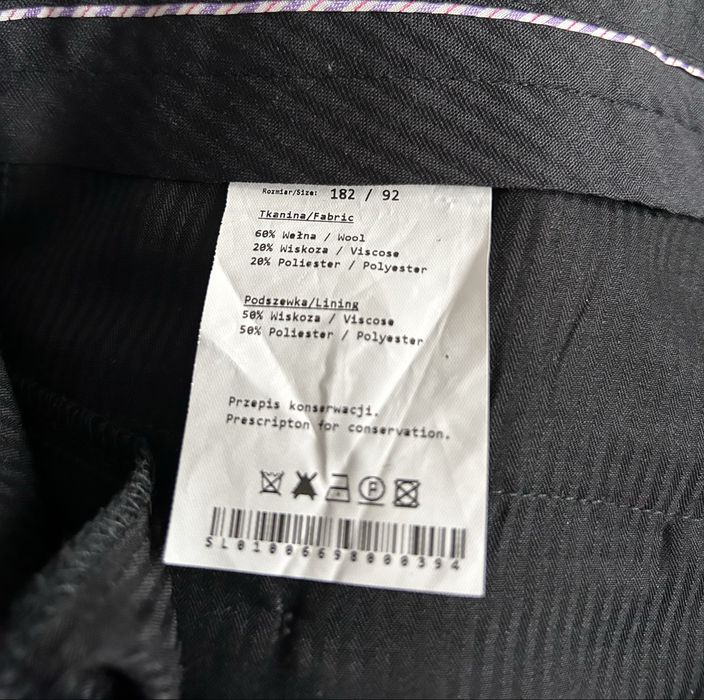 Rozmiar/Size: 182 / 92
Tkanina/Fabric
60% Wełna / Wool
20% Wiskoza / Viscose
20% Poliester / Polyester
Podszewka/Lining
50% Wiskoza / Viscose
50% Poliester / Polyester
Przepis konserwacji.
Prescripton for conservation.
P
SL01006698000394